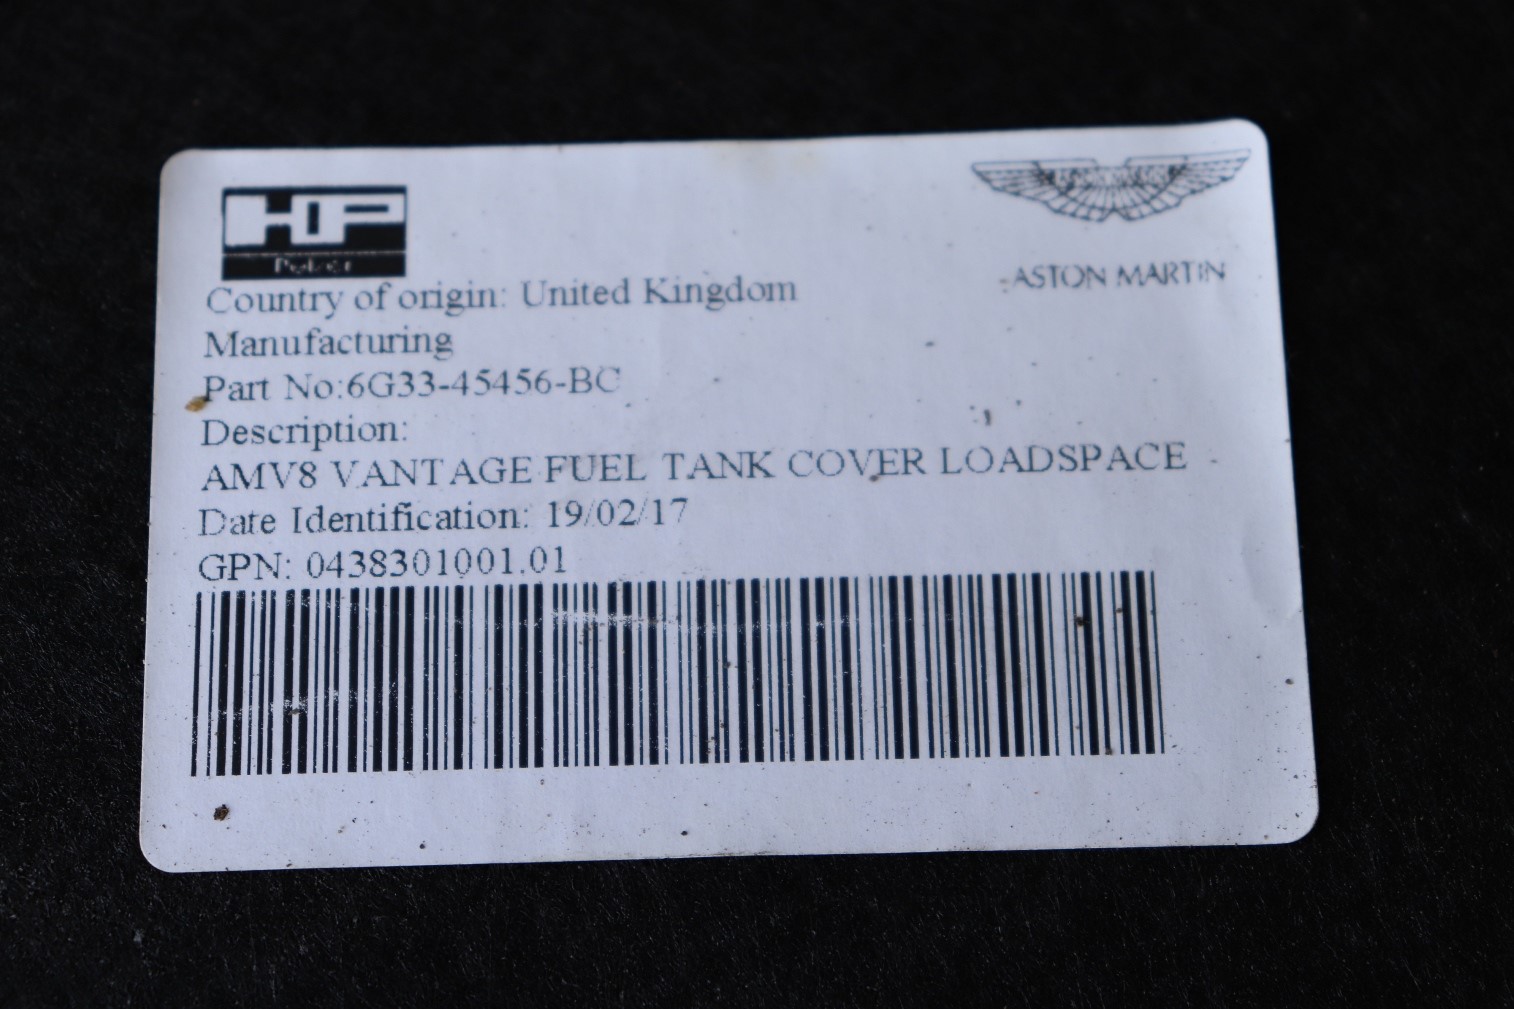 HP
Country of origin: United Kingdom
ASTON MARTIN
Manufacturing
Part No:6G33-45456-BC
Description:
AMV8 VANTAGE FUEL TANK COVER LOADSPACE
Date Identification: 19/02/17
GPN: 0438301001.01